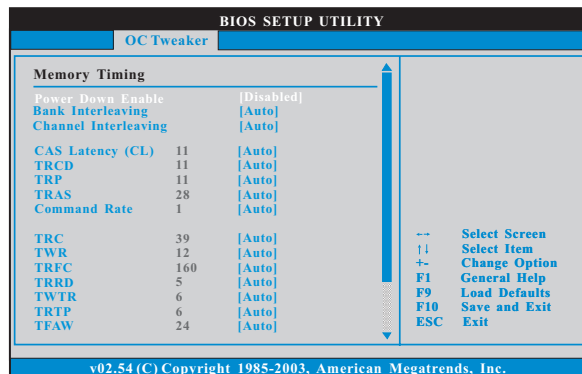 BIOS SETUP UTILITY
OC Tweaker
Memory Timing
Power Down Enable [Disabled]
Bank Interleaving [Auto]
Channel Interleaving [Auto]
CAS Latency (CL) 11 [Auto]
TRCD 11 [Auto]
TRP 11 [Auto]
TRAS 28 [Auto]
Command Rate 1 [Auto]
TRC 39 [Auto]
TWR 12 [Auto]
TRFC 160 [Auto]
TRRD 5 [Auto]
TWTR 6 [Auto]
TRTP 6 [Auto]
TFAW 24 [Auto]
←→ Select Screen
↑↓ Select Item
+- Change Option
F1 General Help
F9 Load Defaults
F10 Save and Exit
ESC Exit
v02.54 (C) Copyright 1985-2003, American Megatrends, Inc.